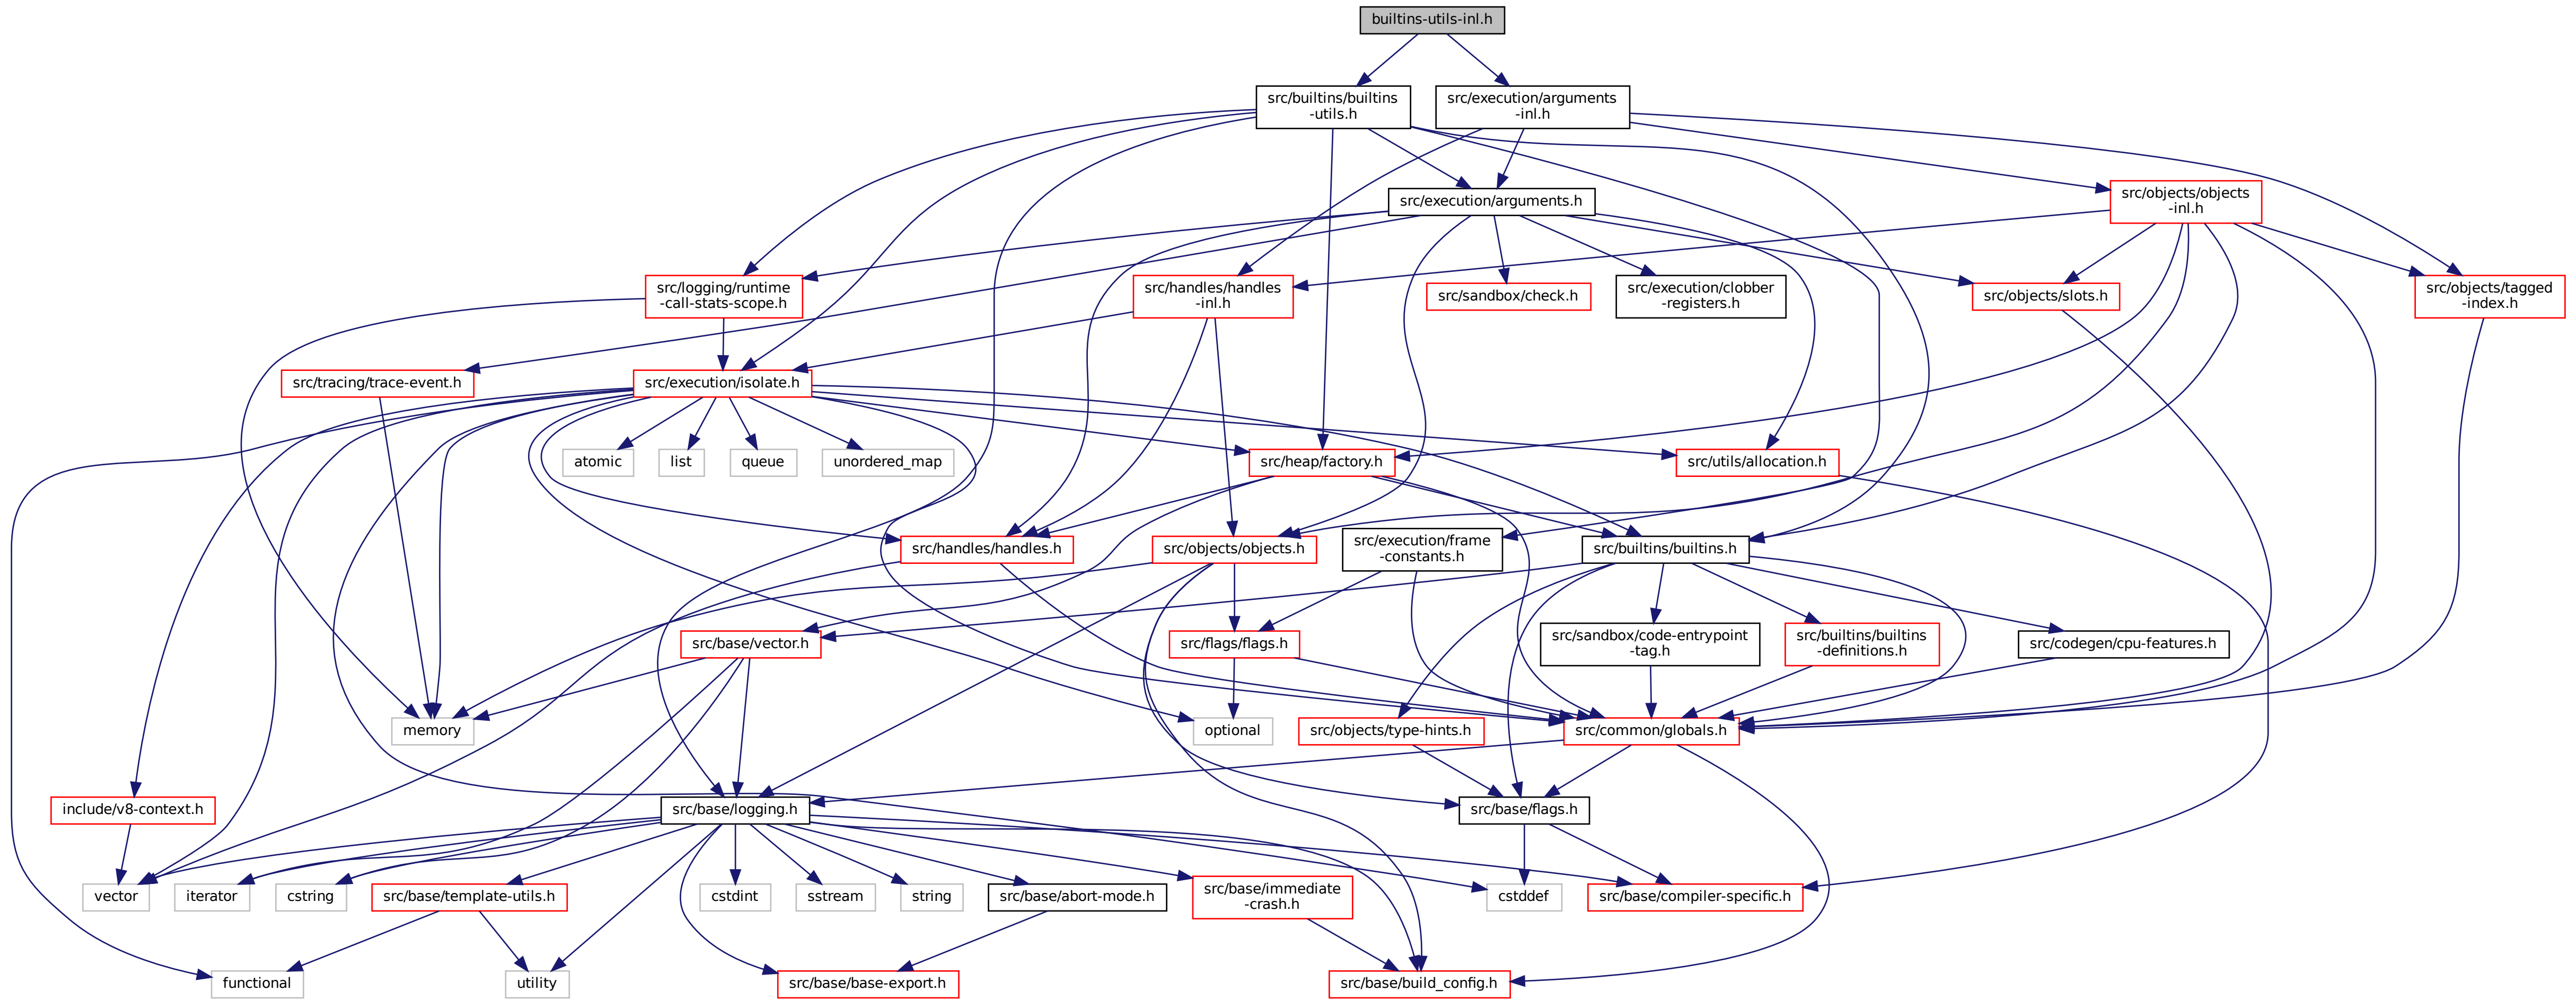 builtins-utils-inl.h
src/builtins/builtins
-utils.h
src/execution/arguments
-inl.h
src/execution/arguments.h
src/objects/objects
-inl.h
src/logging/runtime
-call-stats-scope.h
src/handles/handles
-inl.h
src/sandbox/check.h
src/execution/clobber
-registers.h
src/objects/slots.h
src/objects/tagged
-index.h
src/tracing/trace-event.h
src/execution/isolate.h
atomic
list
queue
unordered_map
src/heap/factory.h
src/utils/allocation.h
src/handles/handles.h
src/objects/objects.h
src/execution/frame
-constants.h
src/builtins/builtins.h
src/base/vector.h
src/flags/flags.h
src/sandbox/code-entrypoint
-tag.h
src/builtins/builtins
-definitions.h
src/codegen/cpu-features.h
memory
optional
src/objects/type-hints.h
src/common/globals.h
include/v8-context.h
src/base/logging.h
src/base/flags.h
vector
iterator
cstring
src/base/template-utils.h
cstdint
sstream
string
src/base/abort-mode.h
src/base/immediate
-crash.h
cstddef
src/base/compiler-specific.h
functional
utility
src/base/base-export.h
src/base/build_config.h